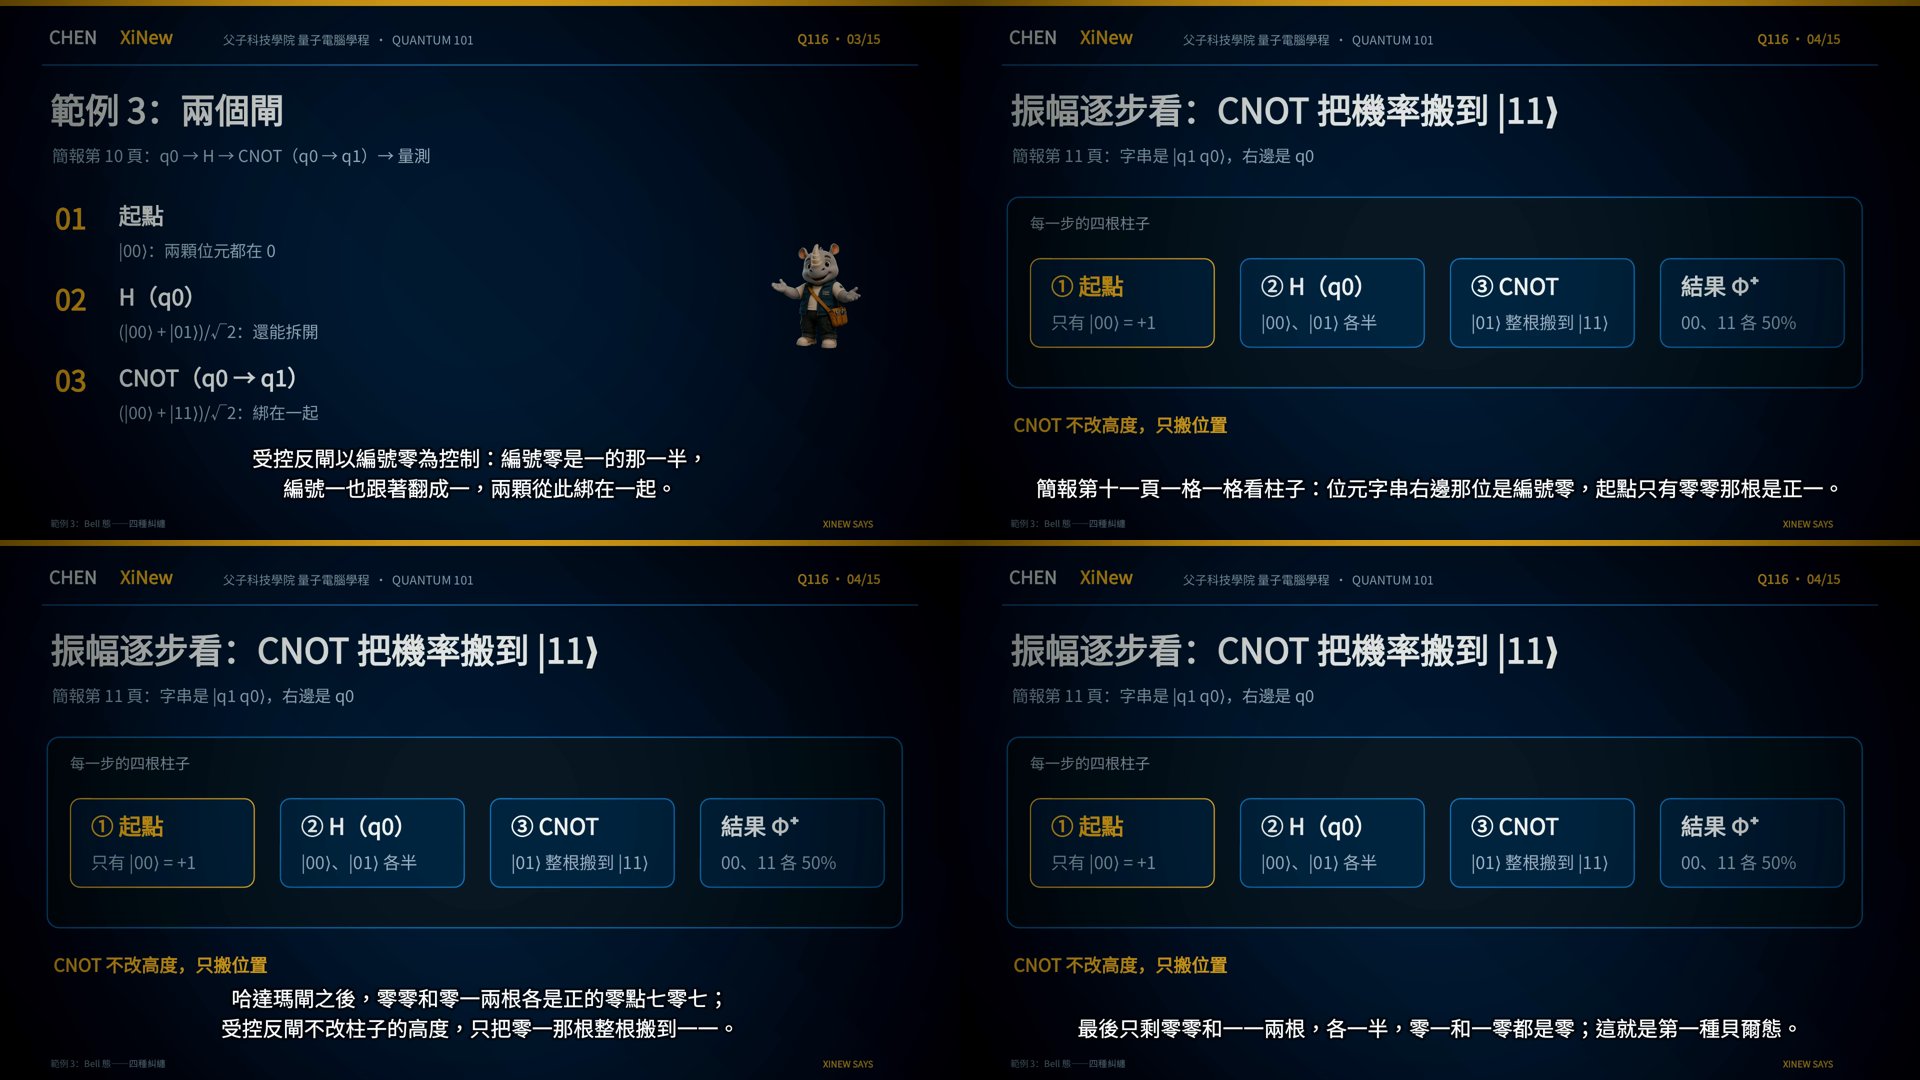 CHEN XiNew 父子科技學院 量子電腦學程 · QUANTUM 101 Q116 · 03/15
範例 3：兩個閘
簡報第 10 頁：q0 → H → CNOT（q0 → q1）→ 量測
01 起點
|00⟩：兩顆位元都在 0
02 H（q0）
(|00⟩ + |01⟩)/√2：還能拆開
03 CNOT（q0 → q1）
(|00⟩ + |11⟩)/√2：綁在一起
受控反閘以編號零為控制：編號零是一的那一半，
編號一也跟著翻成一，兩顆從此綁在一起。
範例 3：Bell 態——四種糾纏 XINEW SAYS
CHEN XiNew 父子科技學院 量子電腦學程 · QUANTUM 101 Q116 · 04/15
振幅逐步看：CNOT 把機率搬到 |11⟩
簡報第 11 頁：字串是 |q1 q0⟩，右邊是 q0
每一步的四根柱子
① 起點 ② H（q0） ③ CNOT 結果 Φ⁺
只有 |00⟩ = +1 |00⟩、|01⟩ 各半 |01⟩ 整根搬到 |11⟩ 00、11 各 50%
CNOT 不改高度，只搬位置
簡報第十一頁一格一格看柱子：位元字串右邊那位是編號零，起點只有零零那根是正一。
範例 3：Bell 態——四種糾纏 XINEW SAYS
CHEN XiNew 父子科技學院 量子電腦學程 · QUANTUM 101 Q116 · 04/15
振幅逐步看：CNOT 把機率搬到 |11⟩
簡報第 11 頁：字串是 |q1 q0⟩，右邊是 q0
每一步的四根柱子
① 起點 ② H（q0） ③ CNOT 結果 Φ⁺
只有 |00⟩ = +1 |00⟩、|01⟩ 各半 |01⟩ 整根搬到 |11⟩ 00、11 各 50%
CNOT 不改高度，只搬位置
哈達瑪閘之後，零零和零一兩根各是正的零點七零七；
受控反閘不改柱子的高度，只把零一那根整根搬到一一。
範例 3：Bell 態——四種糾纏 XINEW SAYS
CHEN XiNew 父子科技學院 量子電腦學程 · QUANTUM 101 Q116 · 04/15
振幅逐步看：CNOT 把機率搬到 |11⟩
簡報第 11 頁：字串是 |q1 q0⟩，右邊是 q0
每一步的四根柱子
① 起點 ② H（q0） ③ CNOT 結果 Φ⁺
只有 |00⟩ = +1 |00⟩、|01⟩ 各半 |01⟩ 整根搬到 |11⟩ 00、11 各 50%
CNOT 不改高度，只搬位置
最後只剩零零和一一兩根，各一半，零一和一零都是零；這就是第一種貝爾態。
範例 3：Bell 態——四種糾纏 XINEW SAYS